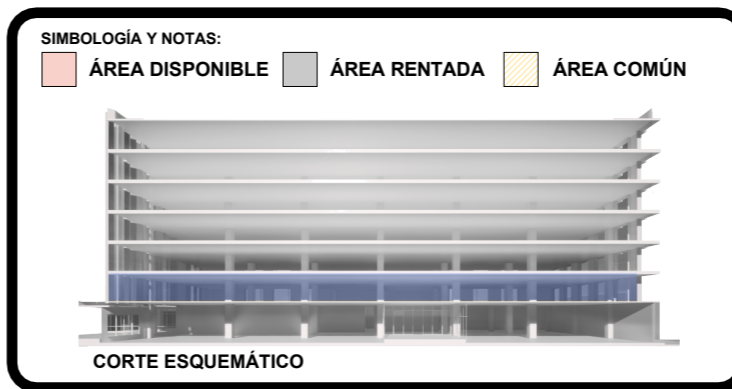 SIMBOLOGÍA Y NOTAS:
ÁREA DISPONIBLE ÁREA RENTADA ÁREA COMÚN
CORTE ESQUEMÁTICO